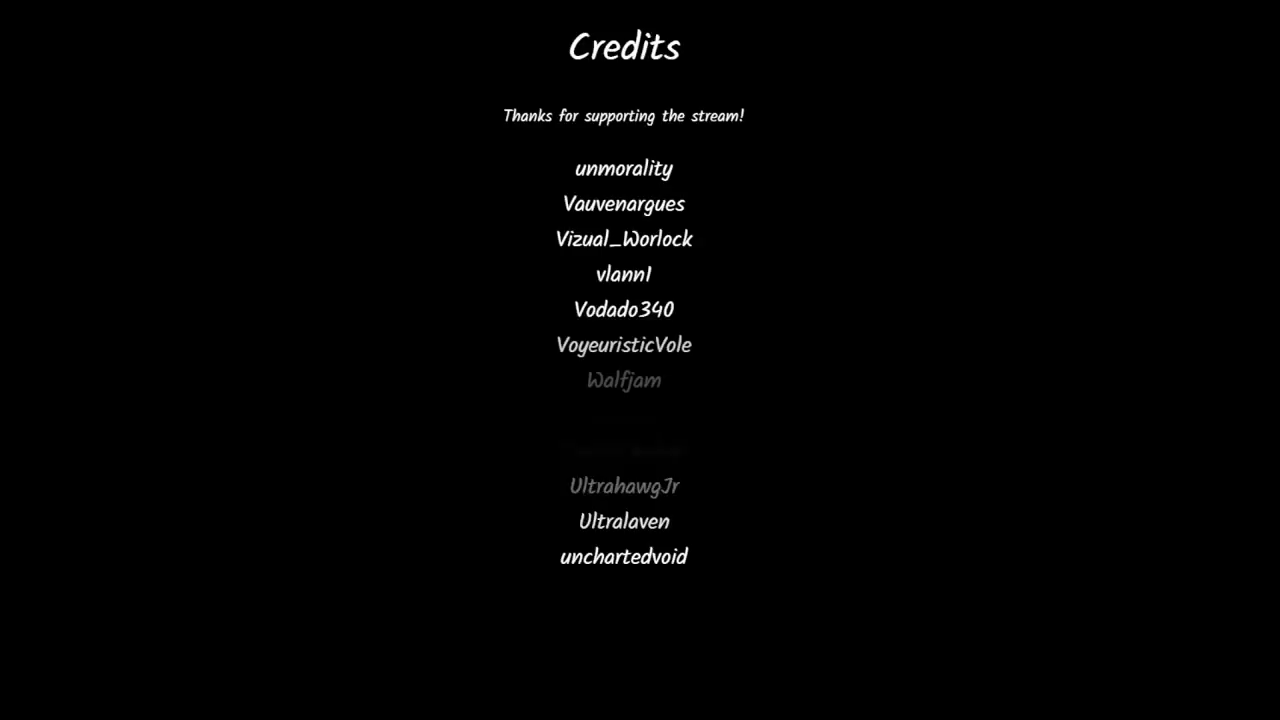 Credits
Thanks for supporting the stream!
unmorality
Vauvenargues
Vizual_Worlock
vlann1
Vodado340
VoyeuristicVole
Walfjam
UltrahawgJr
Ultralaven
unchartedvoid